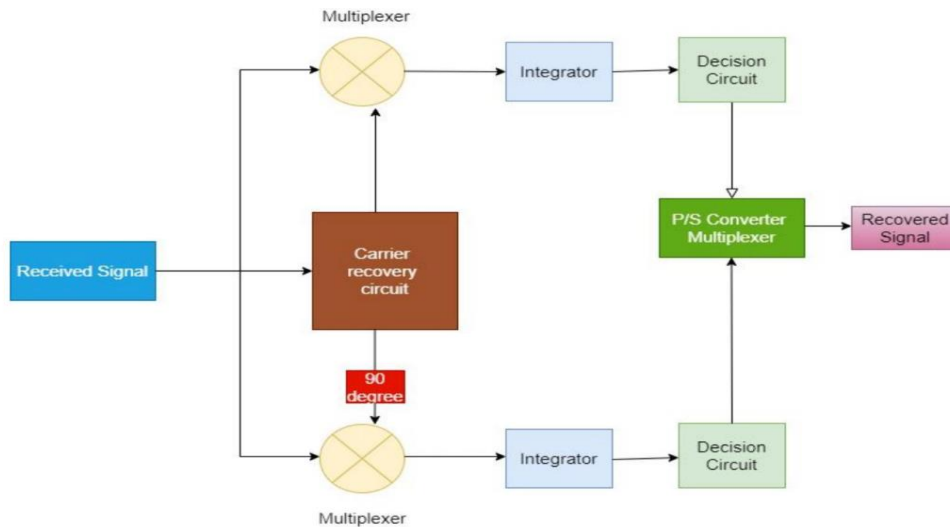 Multiplexer
Integrator
Decision
Circuit
Received Signal
Carrier
recovery
circuit
P/S Converter
Multiplexer
Recovered
Signal
90
degree
Integrator
Decision
Circuit
Multiplexer